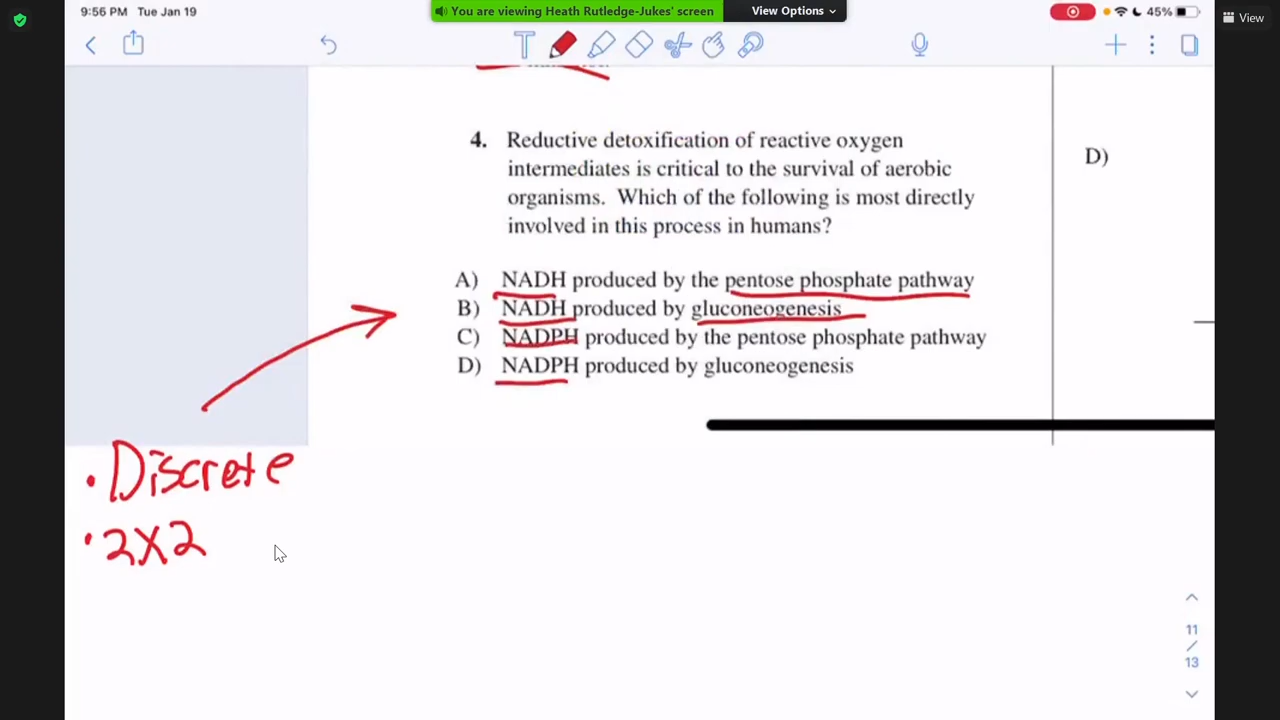 9:56 PM Tue Jan 19
You are viewing Heath Rutledge-Jukes' screen
View Options
45%
View
T
4. Reductive detoxification of reactive oxygen
intermediates is critical to the survival of aerobic
organisms. Which of the following is most directly
involved in this process in humans?
D)
A) NADH produced by the pentose phosphate pathway
B) NADH produced by gluconeogenesis
C) NADPH produced by the pentose phosphate pathway
D) NADPH produced by gluconeogenesis
• Discrete
• 2X2
11
/
13